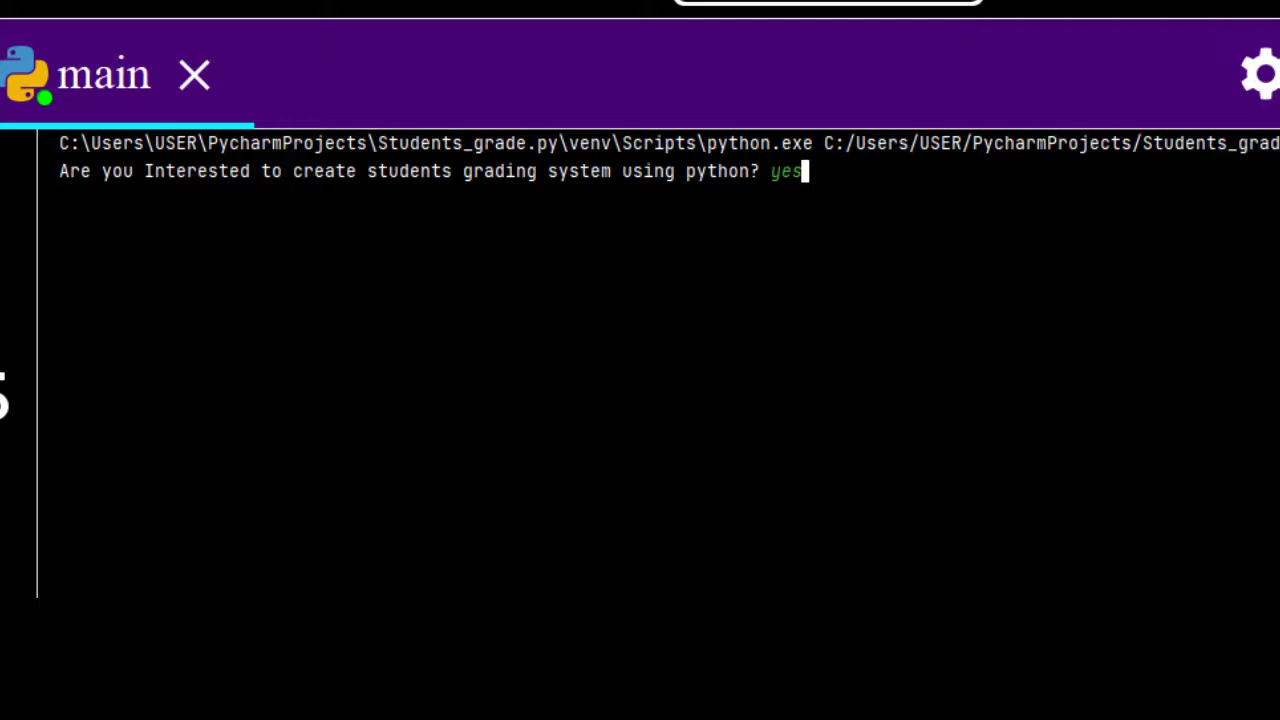 main
C:\Users\USER\PycharmProjects\Students_grade.py\venv\Scripts\python.exe C:/Users/USER/PycharmProjects/Students_grad
Are you Interested to create students grading system using python? yes